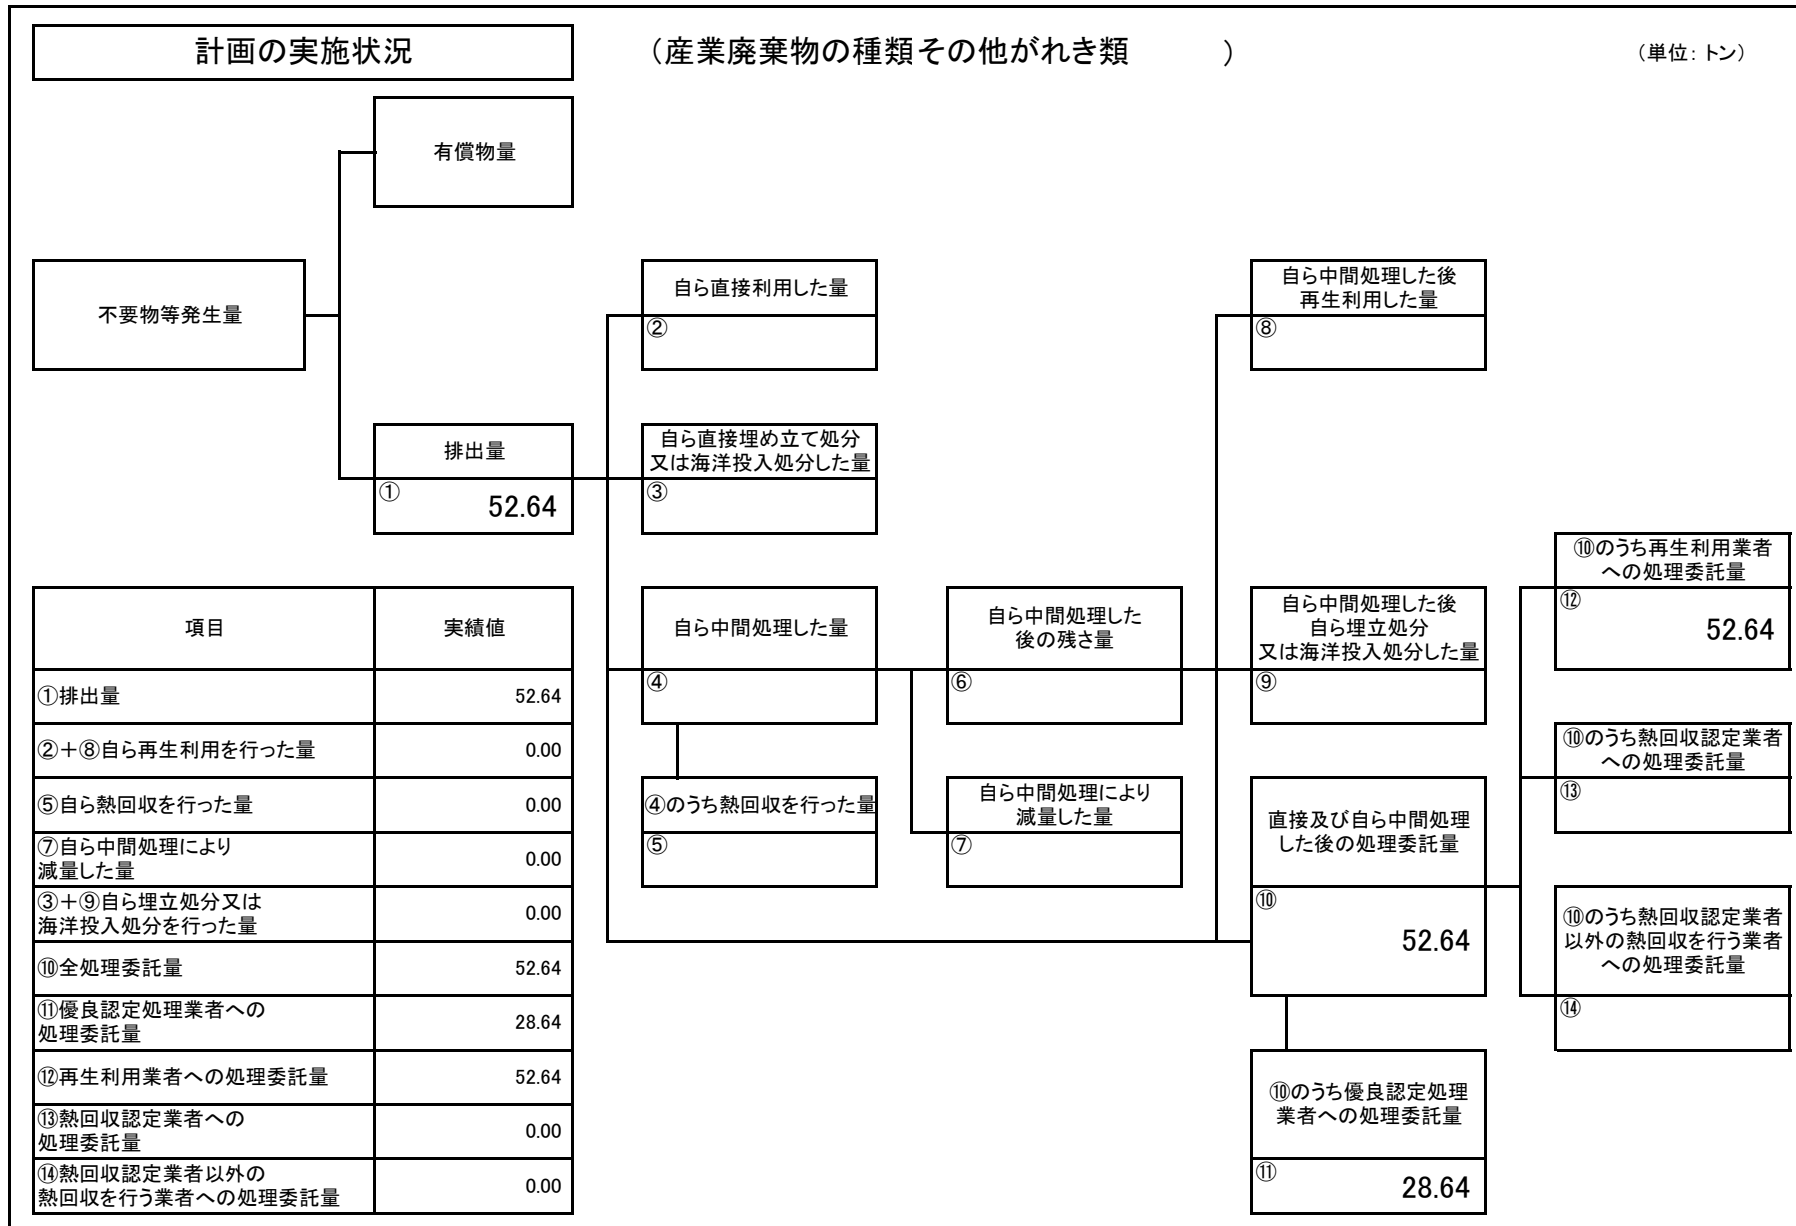 計画の実施状況
（産業廃棄物の種類その他がれき類　　　）
（単位：トン）
有償物量
不要物等発生量
自ら直接利用した量
②
自ら中間処理した後
再生利用した量
⑧
排出量
① 52.64
自ら直接埋め立て処分
又は海洋投入処分した量
③
⑩のうち再生利用業者
への処理委託量
⑫ 52.64
自ら中間処理した量
④
自ら中間処理した
後の残さ量
⑥
自ら中間処理した後
自ら埋立処分
又は海洋投入処分した量
⑨
⑩のうち熱回収認定業者
への処理委託量
⑬
④のうち熱回収を行った量
⑤
自ら中間処理により
減量した量
⑦
直接及び自ら中間処理
した後の処理委託量
⑩ 52.64
⑩のうち熱回収認定業者
以外の熱回収を行う業者
への処理委託量
⑭
⑩のうち優良認定処理
業者への処理委託量
⑪ 28.64
項目 実績値
①排出量 52.64
②＋⑧自ら再生利用を行った量 0.00
⑤自ら熱回収を行った量 0.00
⑦自ら中間処理により
減量した量 0.00
③＋⑨自ら埋立処分又は
海洋投入処分を行った量 0.00
⑩全処理委託量 52.64
⑪優良認定処理業者への
処理委託量 28.64
⑫再生利用業者への処理委託量 52.64
⑬熱回収認定業者への
処理委託量 0.00
⑭熱回収認定業者以外の
熱回収を行う業者への処理委託量 0.00